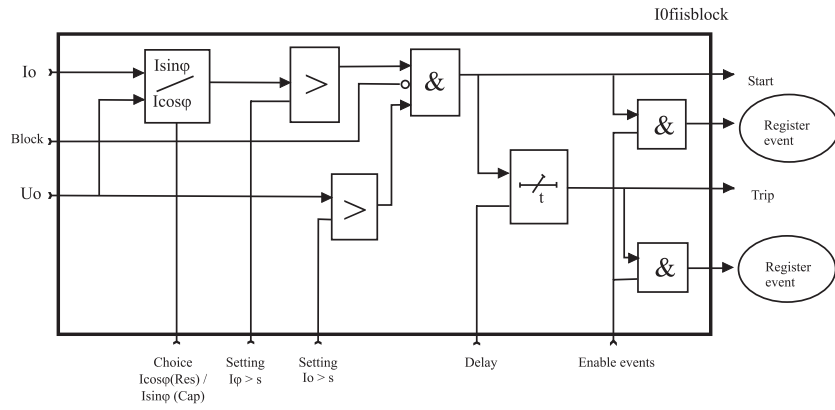 I0fiisblock
Io
Isinφ
Icosφ
>
&
Start
&
Register
event
Block
Uo
>
t
Trip
&
Register
event
Choice
Icosφ(Res) /
Isinφ (Cap)
Setting
Iφ > s
Setting
Io > s
Delay
Enable events